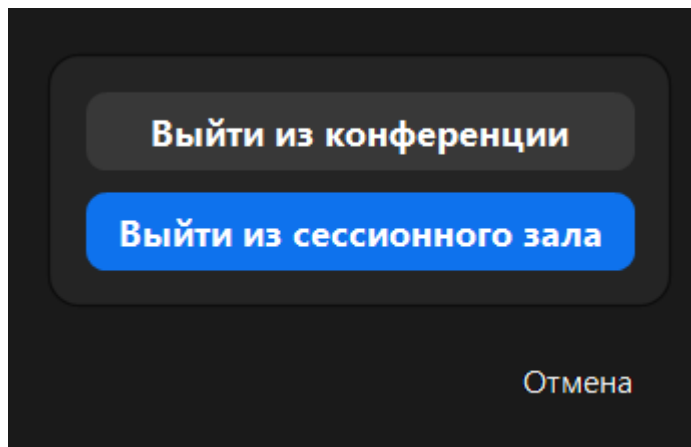 Выйти из конференции
Выйти из сессионного зала
Отмена